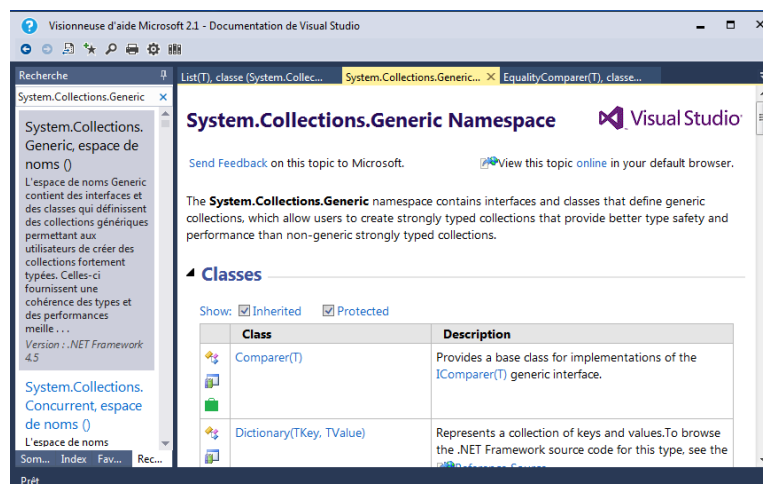 Visionneuse d'aide Microsoft 2.1 - Documentation de Visual Studio
Recherche
List(T), classe (System.Collec...
System.Collections.Generic...
EqualityComparer(T), classe...
System.Collections.Generic
System.Collections.
Generic, espace de
noms ()
L'espace de noms Generic
contient des interfaces et
des classes qui définissent
des collections génériques
permettant aux
utilisateurs de créer des
collections fortement
typées. Celles-ci
fournissent une
cohérence des types et
des performances
meille . . .
Version : .NET Framework
4.5
System.Collections.
Concurrent, espace
de noms ()
L'espace de noms
Som...
Index
Fav...
Rec...
System.Collections.Generic Namespace
Visual Studio
Send Feedback on this topic to Microsoft.
View this topic online in your default browser.
The System.Collections.Generic namespace contains interfaces and classes that define generic
collections, which allow users to create strongly typed collections that provide better type safety and
performance than non-generic strongly typed collections.
Classes
Show: Inherited Protected
Class
Description
Comparer(T)
Provides a base class for implementations of the
IComparer(T) generic interface.
Dictionary(TKey, TValue)
Represents a collection of keys and values.To browse
the .NET Framework source code for this type, see the
Reference Source
Prêt